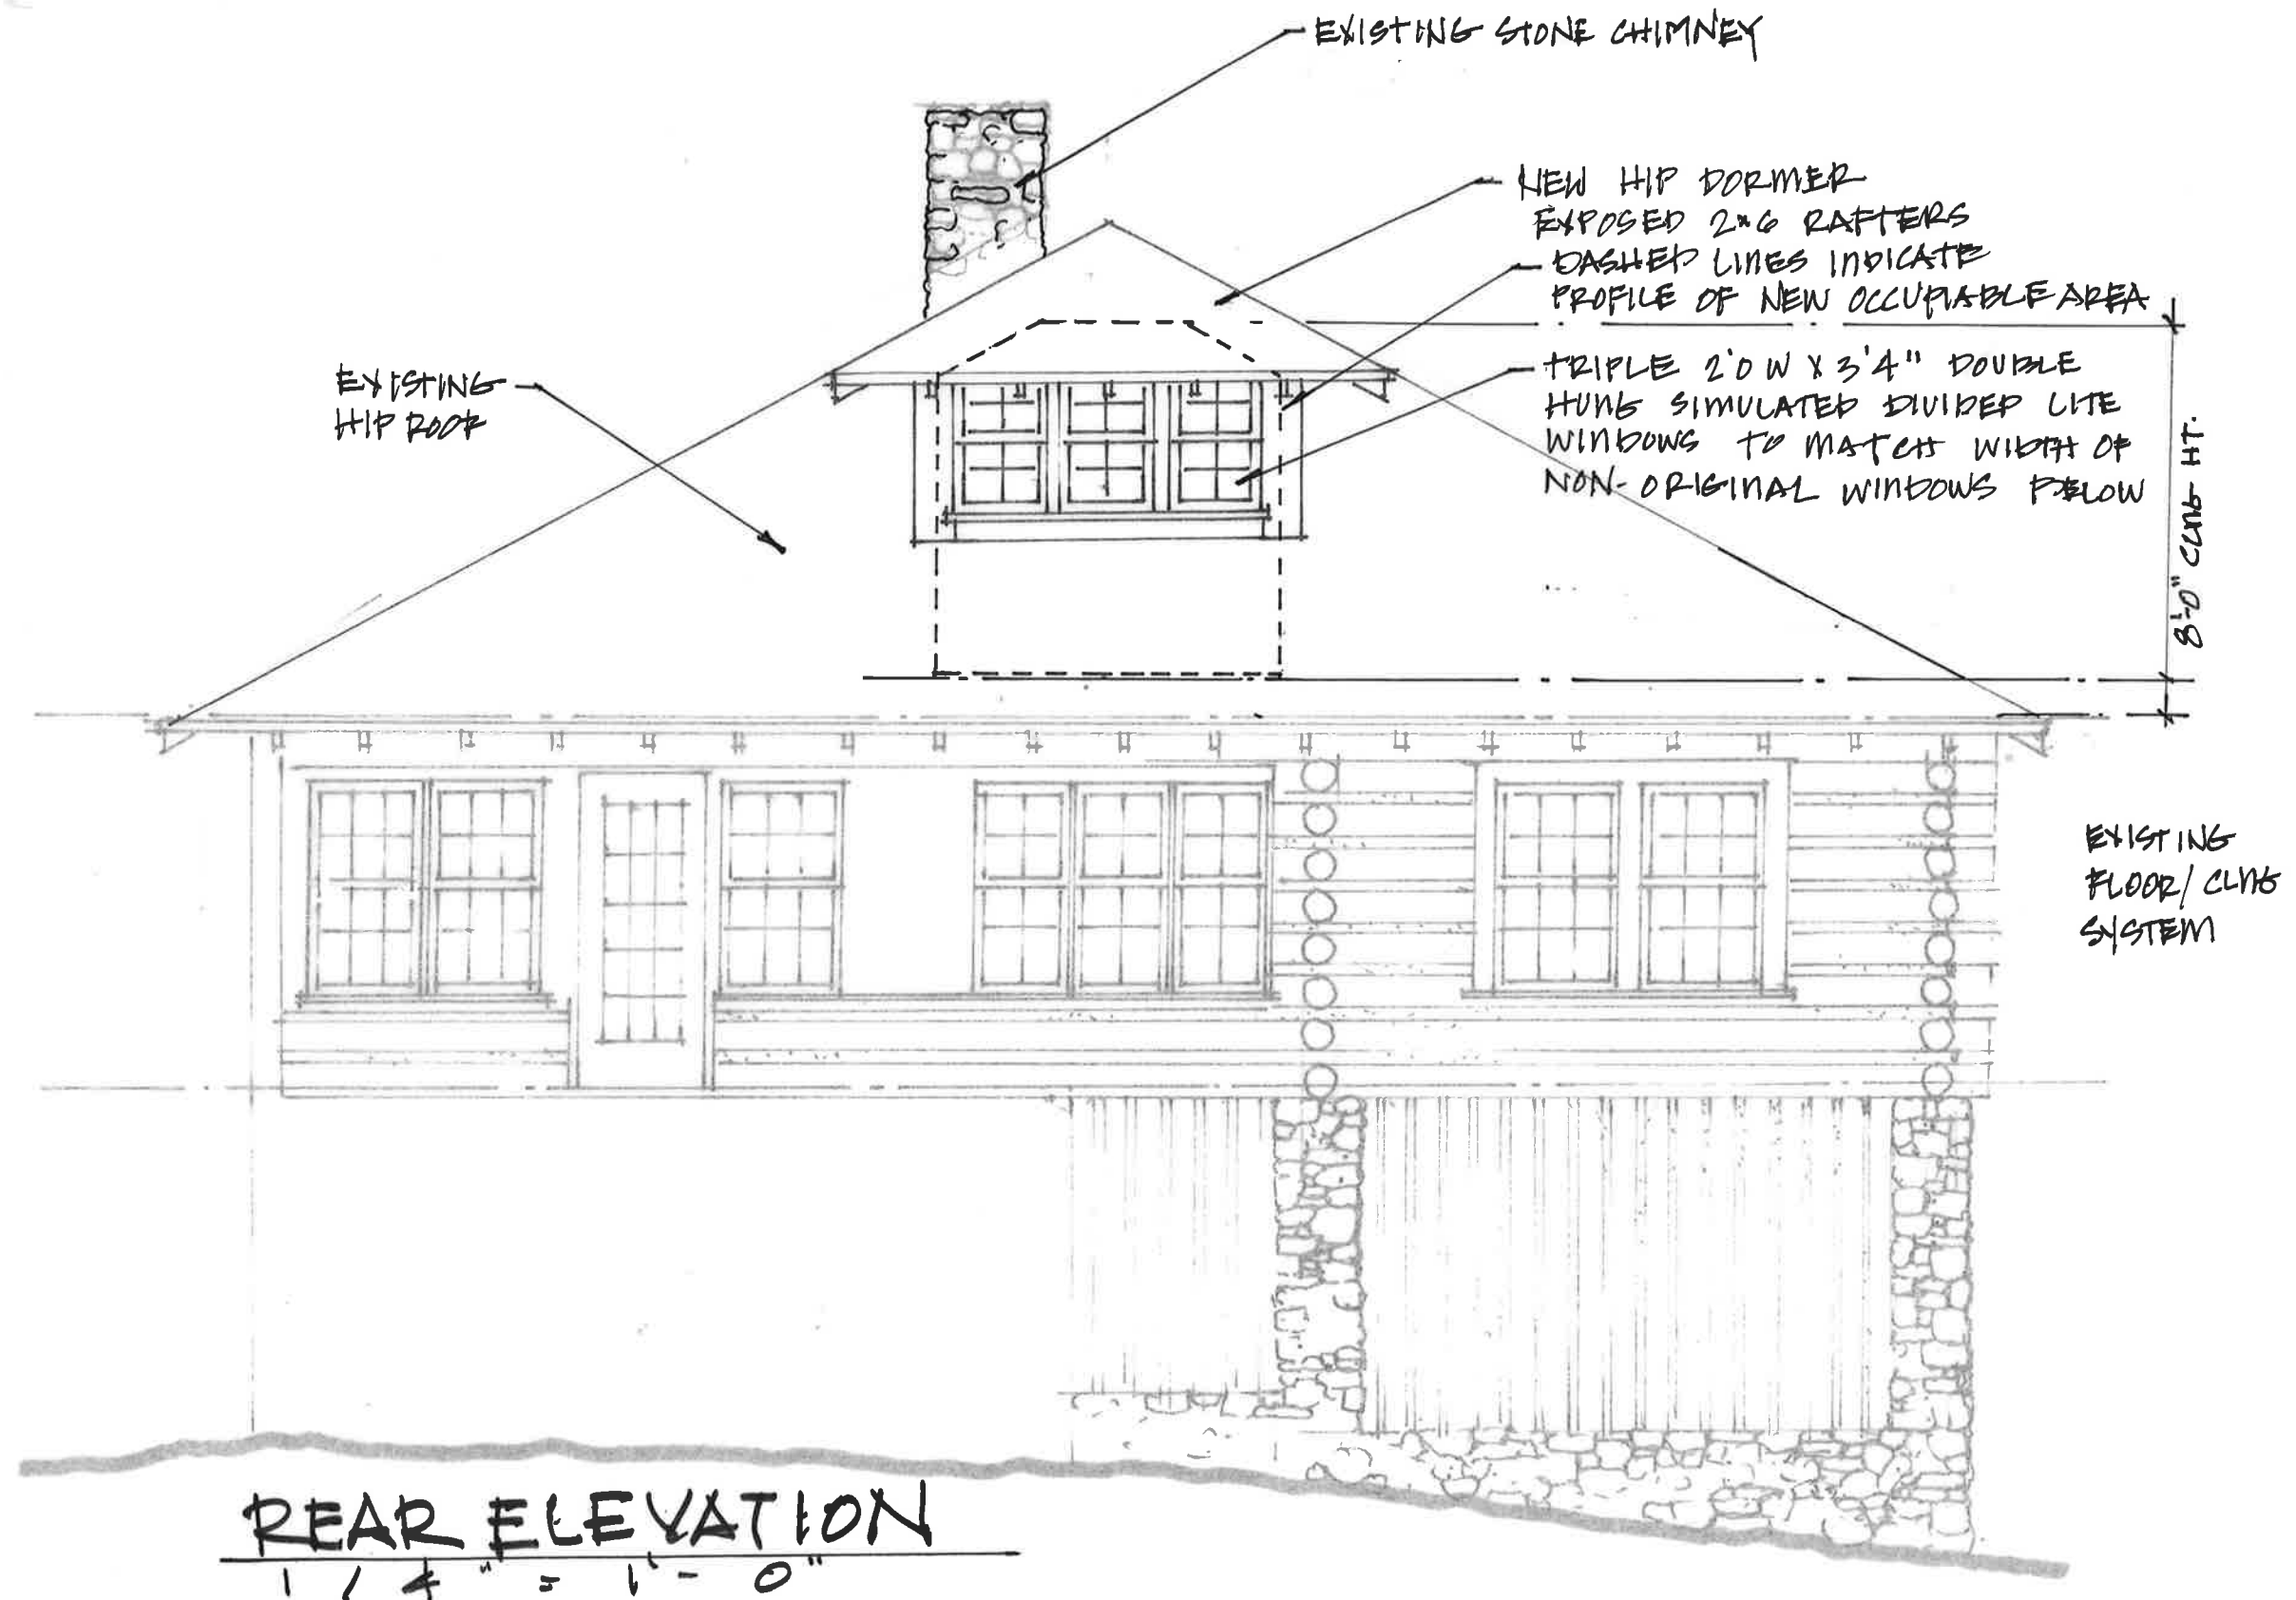 EXISTING STONE CHIMNEY
NEW HIP DORMER
EXPOSED 2x6 RAFTERS
DASHED LINES INDICATE
PROFILE OF NEW OCCUPIABLE AREA
TRIPLE 2'0 W X 3'4" DOUBLE
HUNG SIMULATED DIVIDED LITE
WINDOWS TO MATCH WIDTH OF
NON-ORIGINAL WINDOWS BELOW
EXISTING
HIP ROOF
8'-0" CLNG HT.
EXISTING
FLOOR/CLNG
SYSTEM
REAR ELEVATION
1/4" = 1'-0"